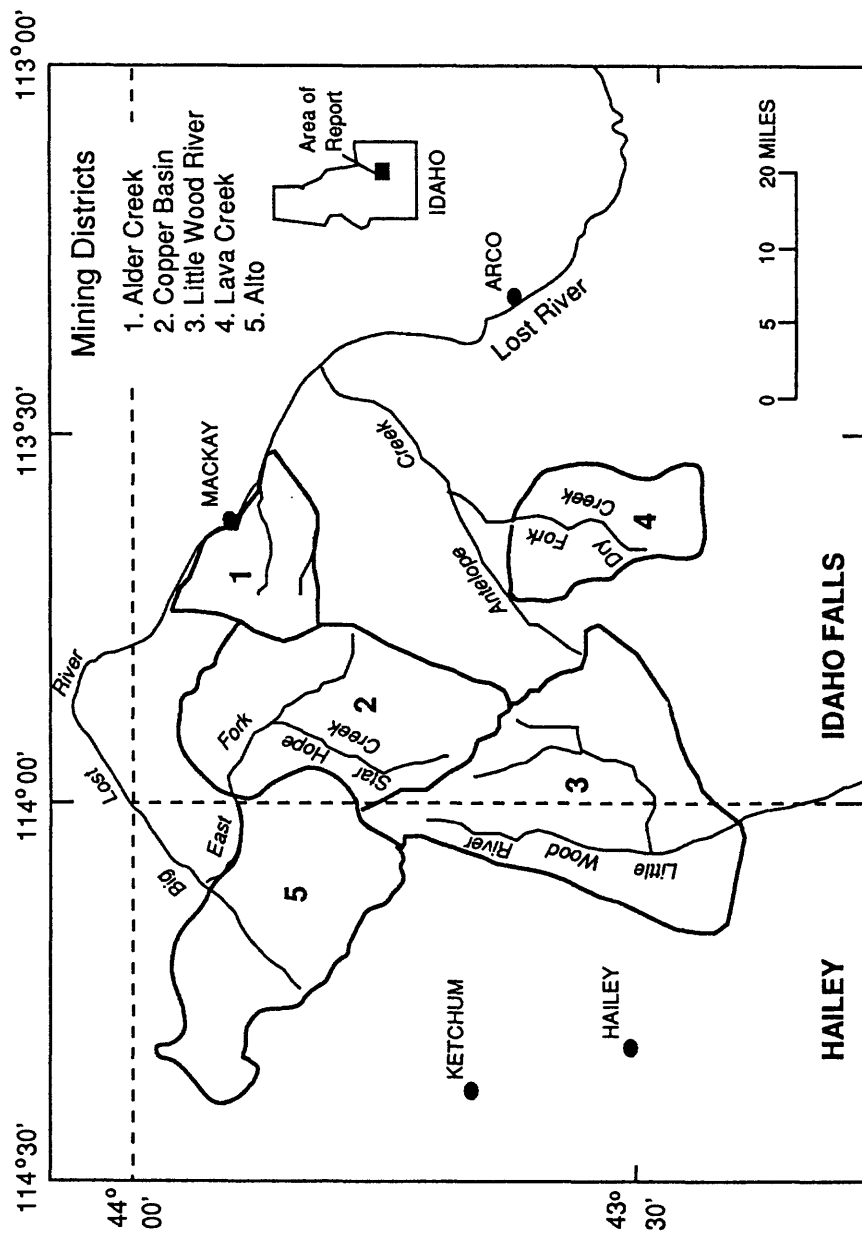 114°30'
114°00'
113°30'
113°00'
44°
00'
43°
30'
Mining Districts
1. Alder Creek
2. Copper Basin
3. Little Wood River
4. Lava Creek
5. Alto
Area of
Report
IDAHO
River
Lost
Big
East
Fork
Star
Hope
Creek
MACKAY
1
2
3
4
5
Antelope
Creek
Lost River
ARCO
Dry
Fork
Creek
Little
Wood
River
KETCHUM
HAILEY
0
5
10
20 MILES
HAILEY
IDAHO FALLS